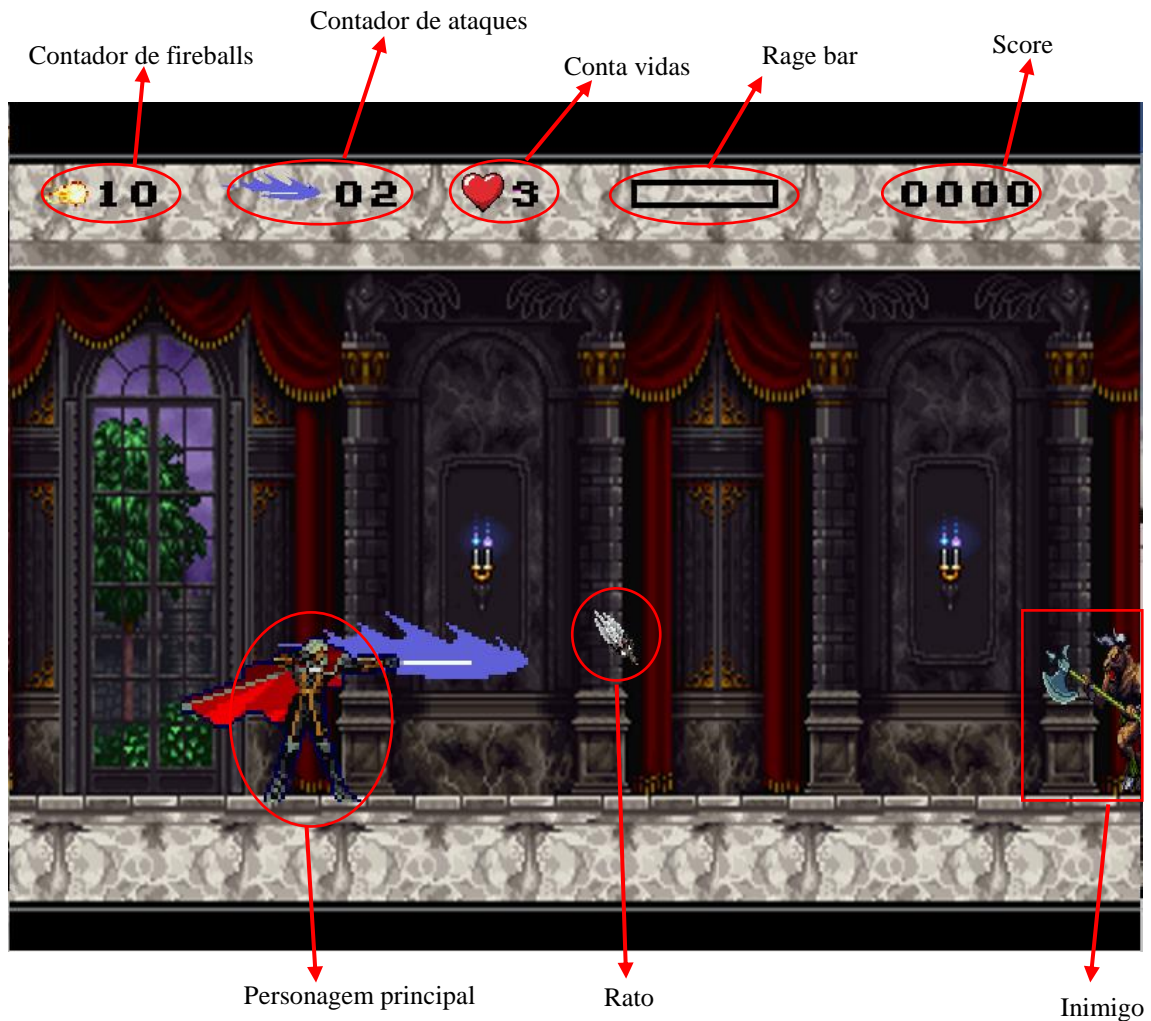 Contador de ataques
Contador de fireballs
Conta vidas
Rage bar
Score
10
02
3
0000
Personagem principal
Rato
Inimigo